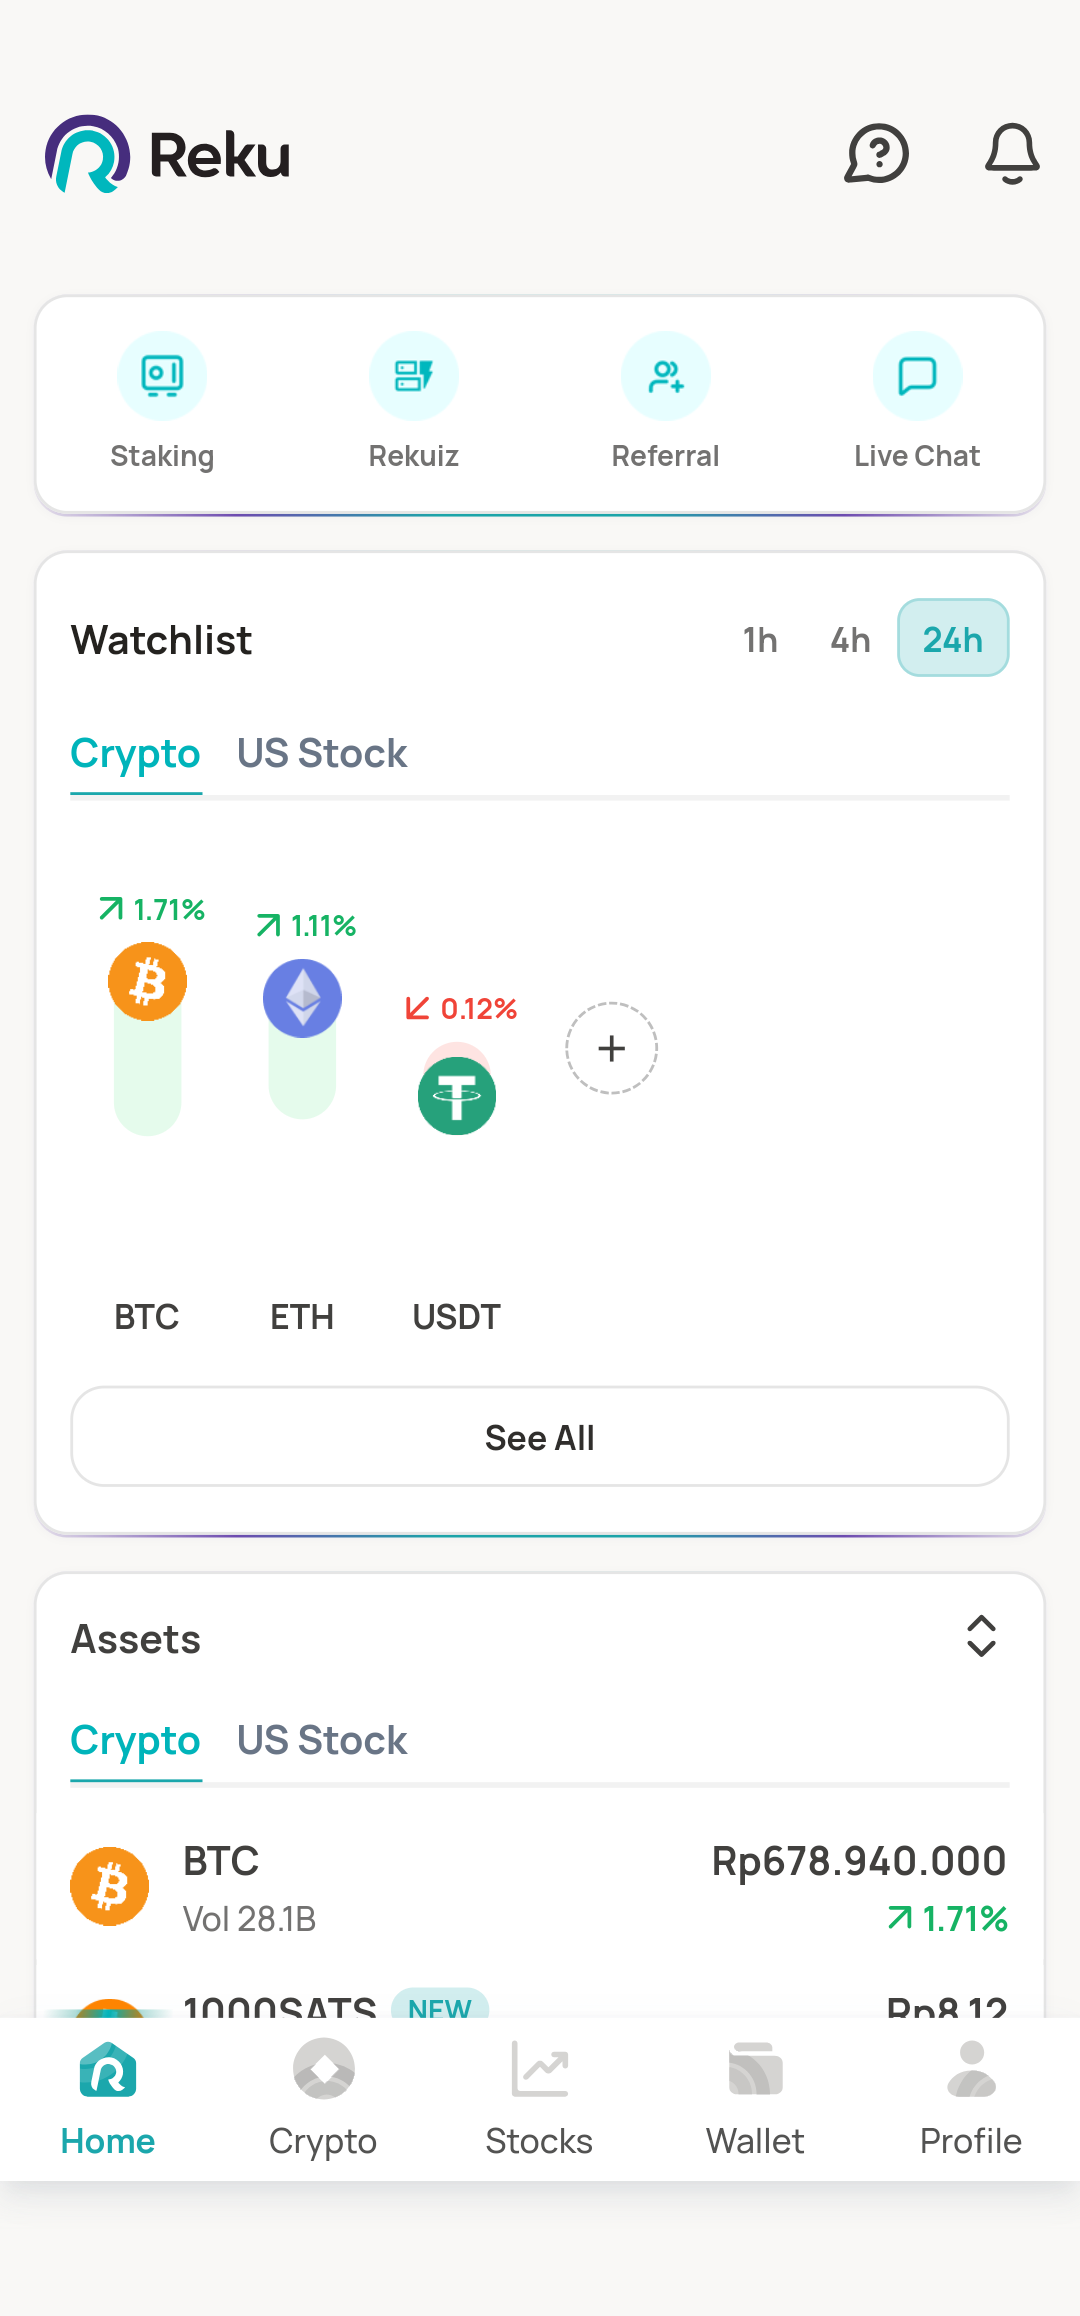 Reku
Staking Rekuiz Referral Live Chat
Watchlist 1h 4h 24h
Crypto US Stock
1.71%
1.11%
0.12%
BTC ETH USDT
See All
Assets
Crypto US Stock
BTC Rp678.940.000
Vol 28.1B 1.71%
1000SATS NEW Rp8.12
Home Crypto Stocks Wallet Profile